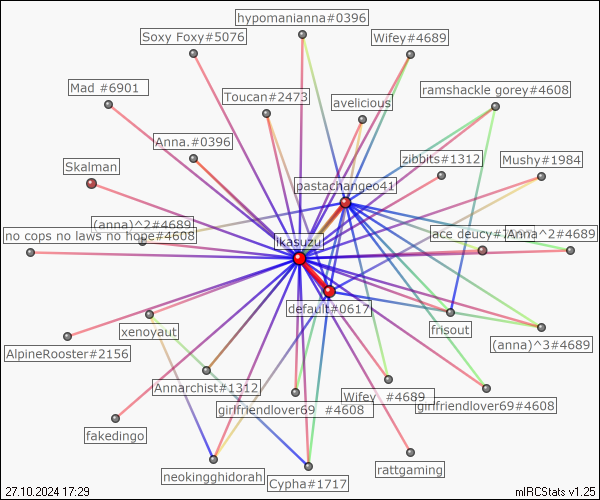 hypomanianna#0396
Soxy Foxy#5076
Wifey#4689
Mad #6901
ramshackle gorey#4608
Toucan#2473
avelicious
Anna.#0396
zibbits#1312
Mushy#1984
Skalman
pastachangeo41
(anna)^2#4689
no cops no laws no hope#4608
ace deucy
Anna^2#4689
ikasuzu
default#0617
xenoyaut
frisout
AlpineRooster#2156
(anna)^3#4689
Annarchist#1312
Wifey #4689
girlfriendlover69 #4608
girlfriendlover69#4608
fakedingo
neokingghidorah
Cypha#1717
rattgaming
27.10.2024 17:29
mIRCStats v1.25